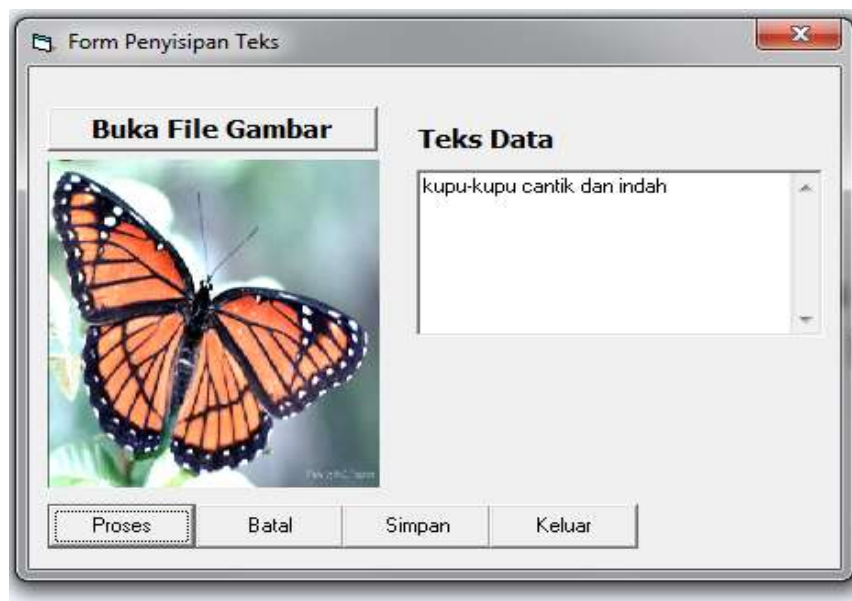 Form Penyisipan Teks
Buka File Gambar
Teks Data
kupu-kupu cantik dan indah
Proses
Batal
Simpan
Keluar